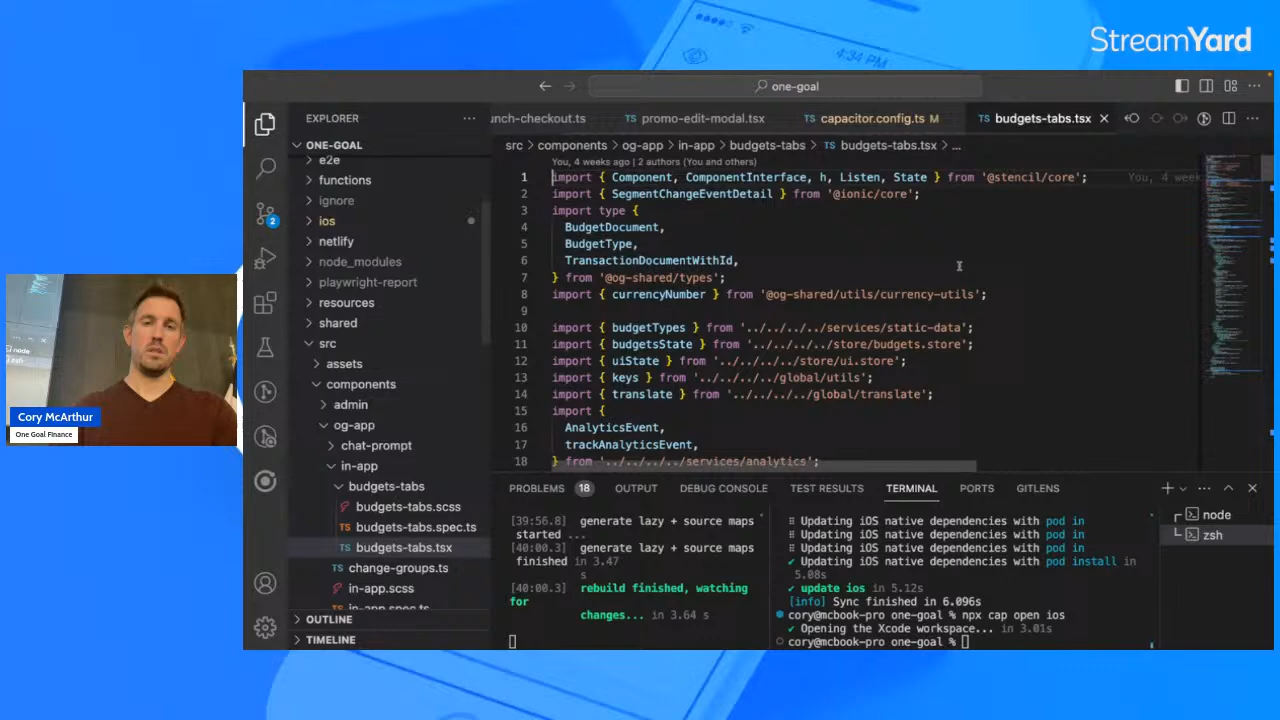 StreamYard
4:34 PM
one-goal
EXPLORER
unch-checkout.ts
promo-edit-modal.tsx
capacitor.config.ts M
budgets-tabs.tsx
ONE-GOAL
e2e
functions
ignore
ios
netlify
node_modules
playwright-report
resources
shared
src
assets
components
admin
og-app
chat-prompt
in-app
budgets-tabs
budgets-tabs.scss
budgets-tabs.spec.ts
budgets-tabs.tsx
change-groups.ts
in-app.scss
in-app.spec.ts
OUTLINE
TIMELINE
2
src > components > og-app > in-app > budgets-tabs > TS budgets-tabs.tsx > ...
You, 4 weeks ago | 2 authors (You and others)
1 import { Component, ComponentInterface, h, Listen, State } from '@stencil/core'; You, 4 week
2 import { SegmentChangeEventDetail } from '@ionic/core';
3 import type {
4 BudgetDocument,
5 BudgetType,
6 TransactionDocumentWithId,
7 } from '@og-shared/types';
8 import { currencyNumber } from '@og-shared/utils/currency-utils';
9
10 import { budgetTypes } from '../../../../services/static-data';
11 import { budgetsState } from '../../../../store/budgets.store';
12 import { uiState } from '../../../../store/ui.store';
13 import { keys } from '../../../../global/utils';
14 import { translate } from '../../../../global/translate';
15 import {
16 AnalyticsEvent,
17 trackAnalyticsEvent,
18 } from '../../../../services/analytics';
PROBLEMS 18 OUTPUT DEBUG CONSOLE TEST RESULTS TERMINAL PORTS GITLENS
[39:56.8] generate lazy + source maps
started ...
[40:00.3] generate lazy + source maps
finished in 3.47
s
[40:00.3] rebuild finished, watching
for
changes... in 3.64 s
⠿ Updating iOS native dependencies with pod in
⠿ Updating iOS native dependencies with pod in
⠿ Updating iOS native dependencies with pod in
✔ Updating iOS native dependencies with pod install in
5.08s
✔ update ios in 5.12s
[info] Sync finished in 6.096s
cory@mcbook-pro one-goal % npx cap open ios
✔ Opening the Xcode workspace... in 3.01s
cory@mcbook-pro one-goal %
node
zsh
node
zsh
Cory McArthur
One Goal Finance